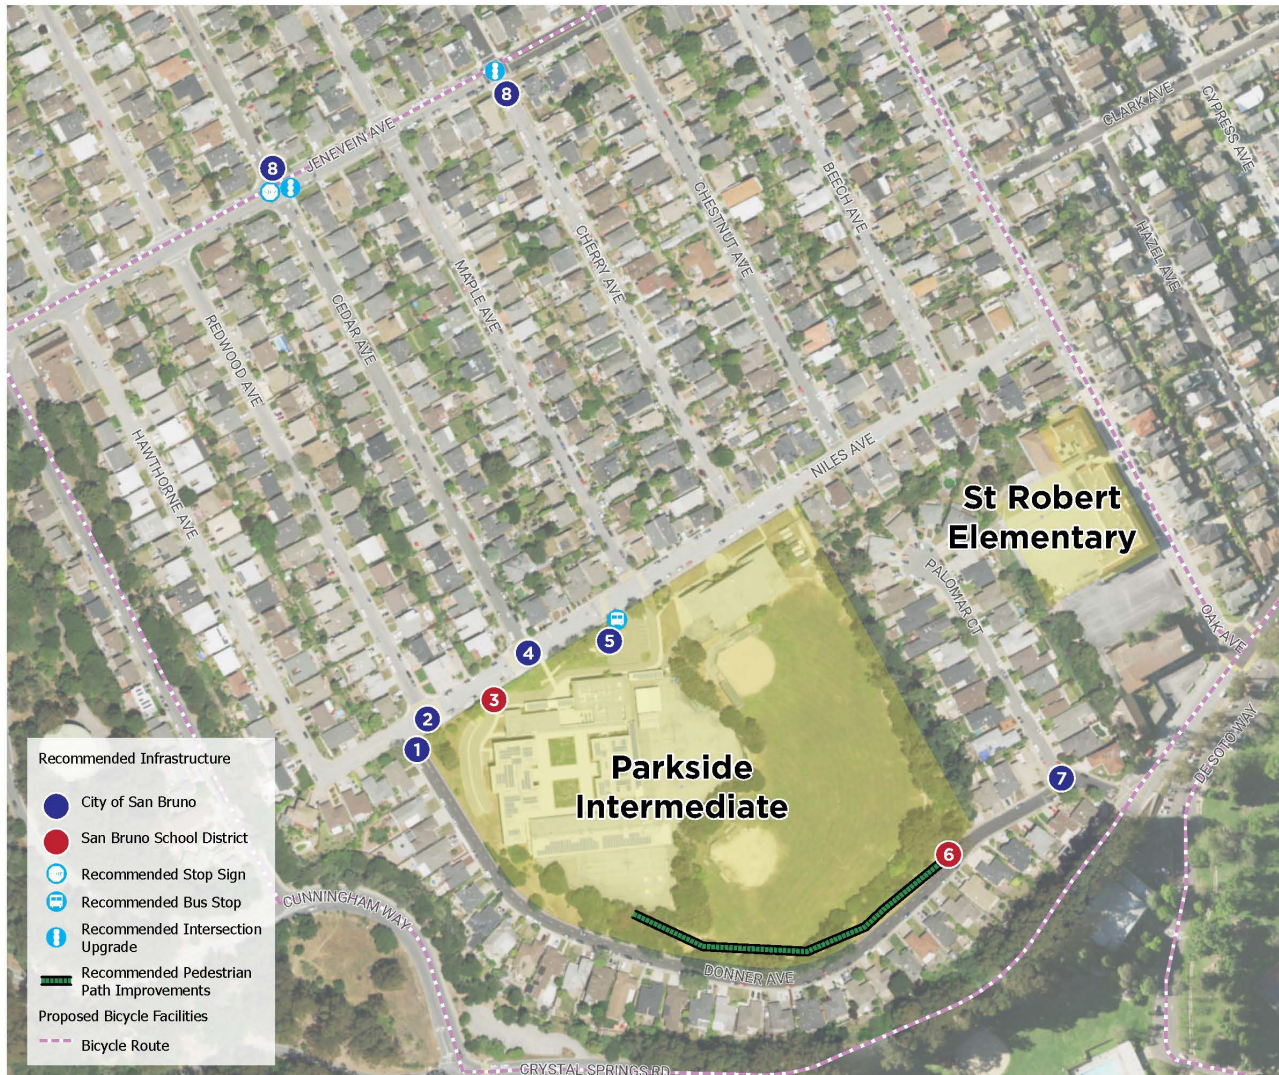 8
JENEVEIN AVE
8
CLARK AVE
CYPRESS AVE
BEECH AVE
CHESTNUT AVE
HAZEL AVE
CHERRY AVE
MAPLE AVE
CEDAR AVE
REDWOOD AVE
HAWTHORNE AVE
NILES AVE
St Robert
Elementary
PALOMAR CT
OAK AVE
5
4
3
2
1
Parkside
Intermediate
7
DE SOTO WAY
6
DONNER AVE
CUNNINGHAM WAY
CRYSTAL SPRINGS RD
Recommended Infrastructure
City of San Bruno
San Bruno School District
Recommended Stop Sign
Recommended Bus Stop
Recommended Intersection
Upgrade
Recommended Pedestrian
Path Improvements
Proposed Bicycle Facilities
Bicycle Route